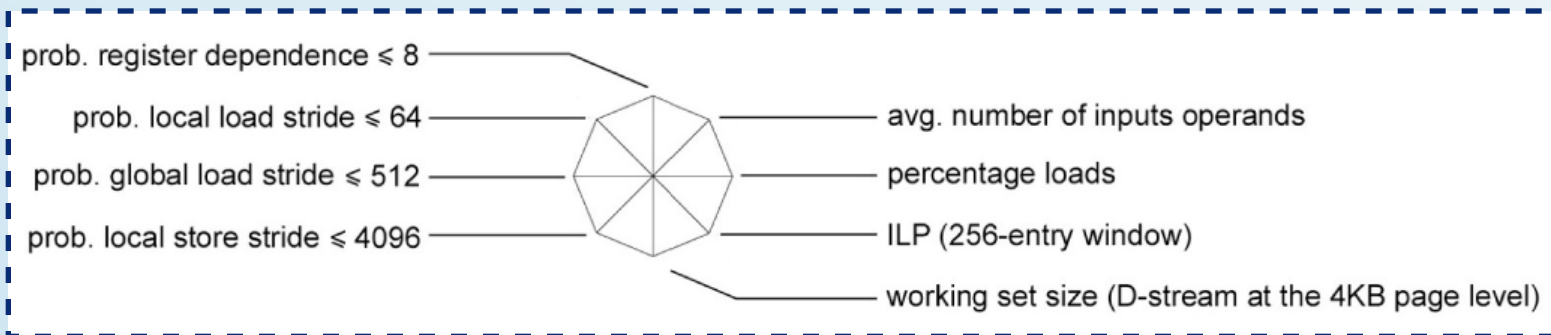 prob. register dependence ⩽ 8
prob. local load stride ⩽ 64
prob. global load stride ⩽ 512
prob. local store stride ⩽ 4096
avg. number of inputs operands
percentage loads
ILP (256-entry window)
working set size (D-stream at the 4KB page level)